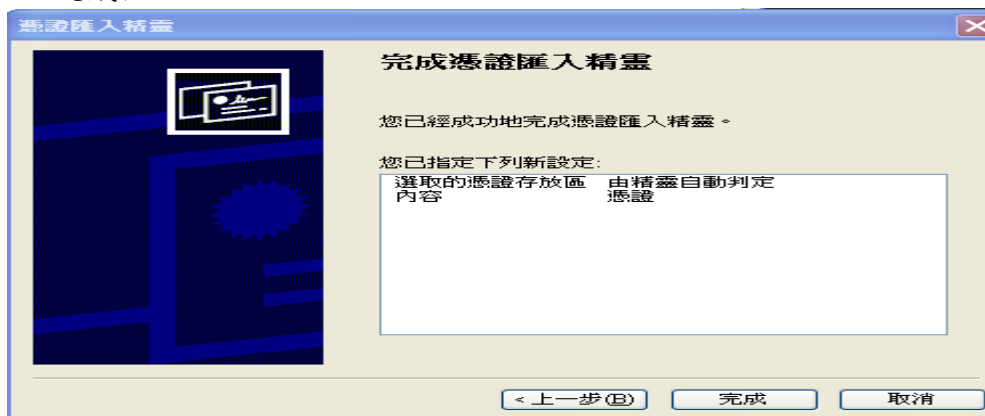 憑證匯入精靈
完成憑證匯入精靈
您已經成功地完成憑證匯入精靈。
您已指定下列新設定:
選取的憑證存放區 由精靈自動判定
內容 憑證
<上一步(B) 完成 取消